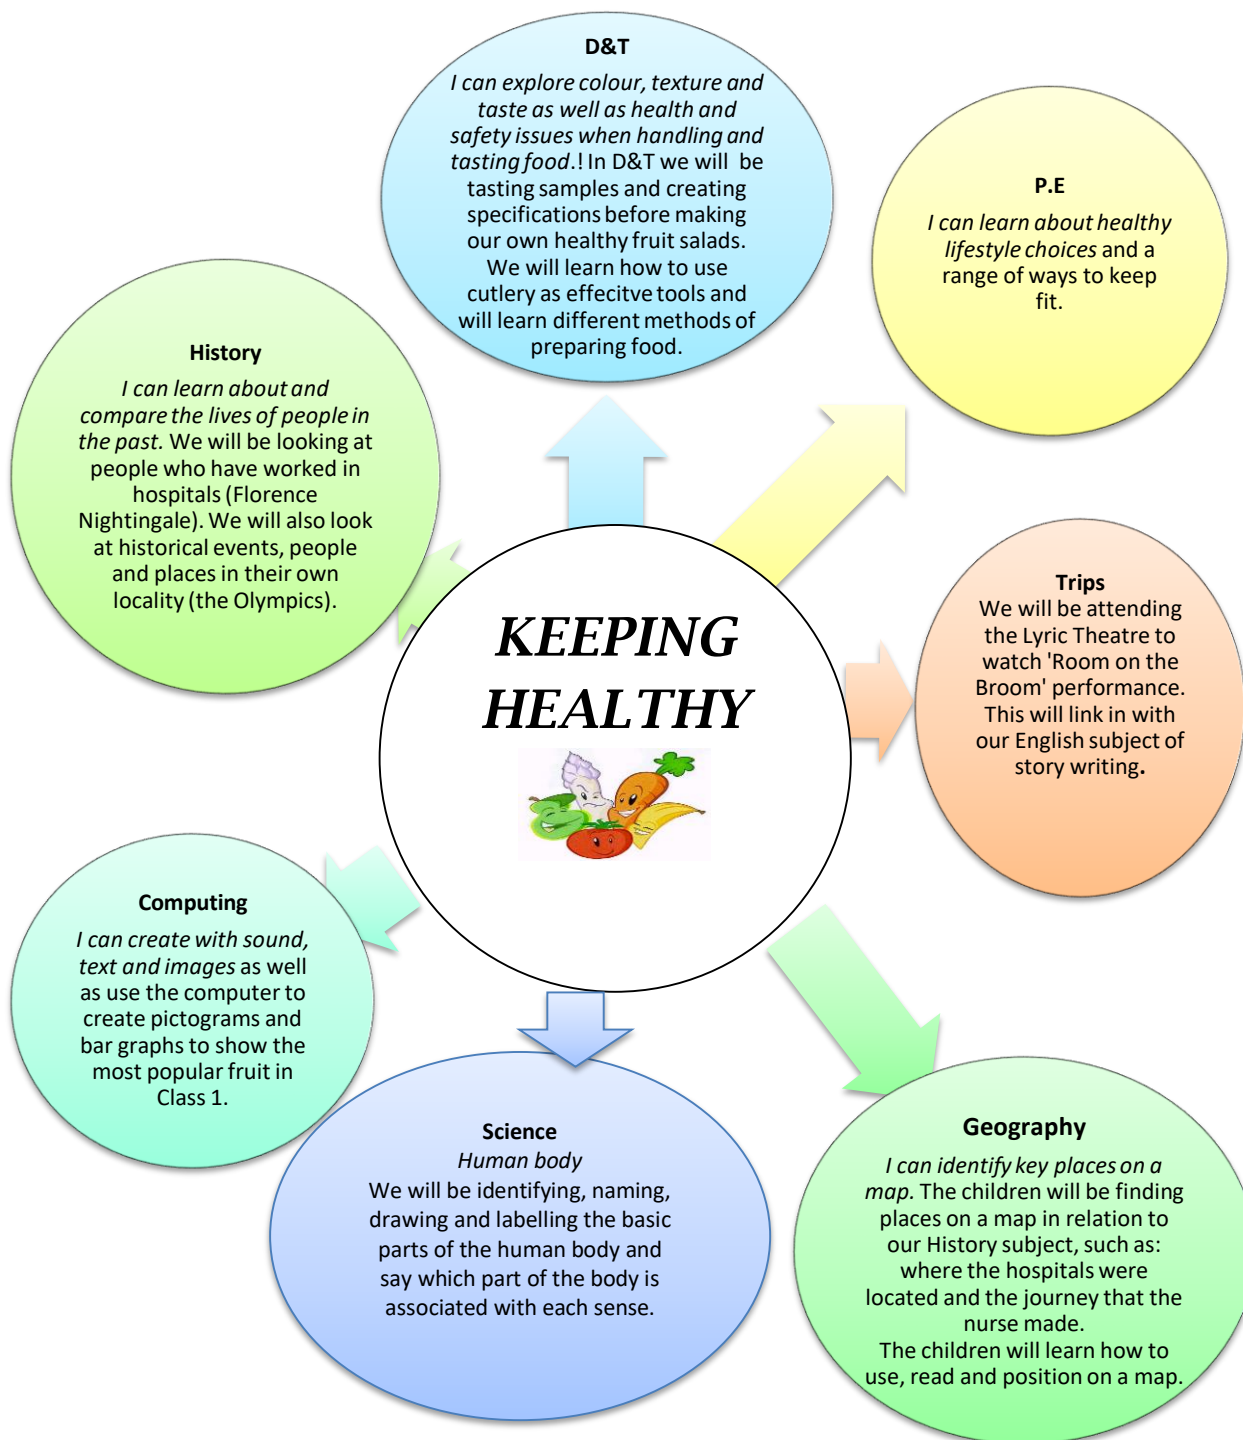 D&T
I can explore colour, texture and
taste as well as health and
safety issues when handling and
tasting food.! In D&T we will  be
tasting samples and creating
specifications before making
our own healthy fruit salads.
We will learn how to use
cutlery as effecitve tools and
will learn different methods of
preparing food.
P.E
I can learn about healthy
lifestyle choices and a
range of ways to keep
fit.
History
I can learn about and
compare the lives of people in
the past. We will be looking at
people who have worked in
hospitals (Florence
Nightingale). We will also look
at historical events, people
and places in their own
locality (the Olympics).
KEEPING
HEALTHY
Trips
We will be attending
the Lyric Theatre to
watch 'Room on the
Broom' performance.
This will link in with
our English subject of
story writing.
Computing
I can create with sound,
text and images as well
as use the computer to
create pictograms and
bar graphs to show the
most popular fruit in
Class 1.
Science
Human body
We will be identifying, naming,
drawing and labelling the basic
parts of the human body and
say which part of the body is
associated with each sense.
Geography
I can identify key places on a
map. The children will be finding
places on a map in relation to
our History subject, such as:
where the hospitals were
located and the journey that the
nurse made.
The children will learn how to
use, read and position on a map.